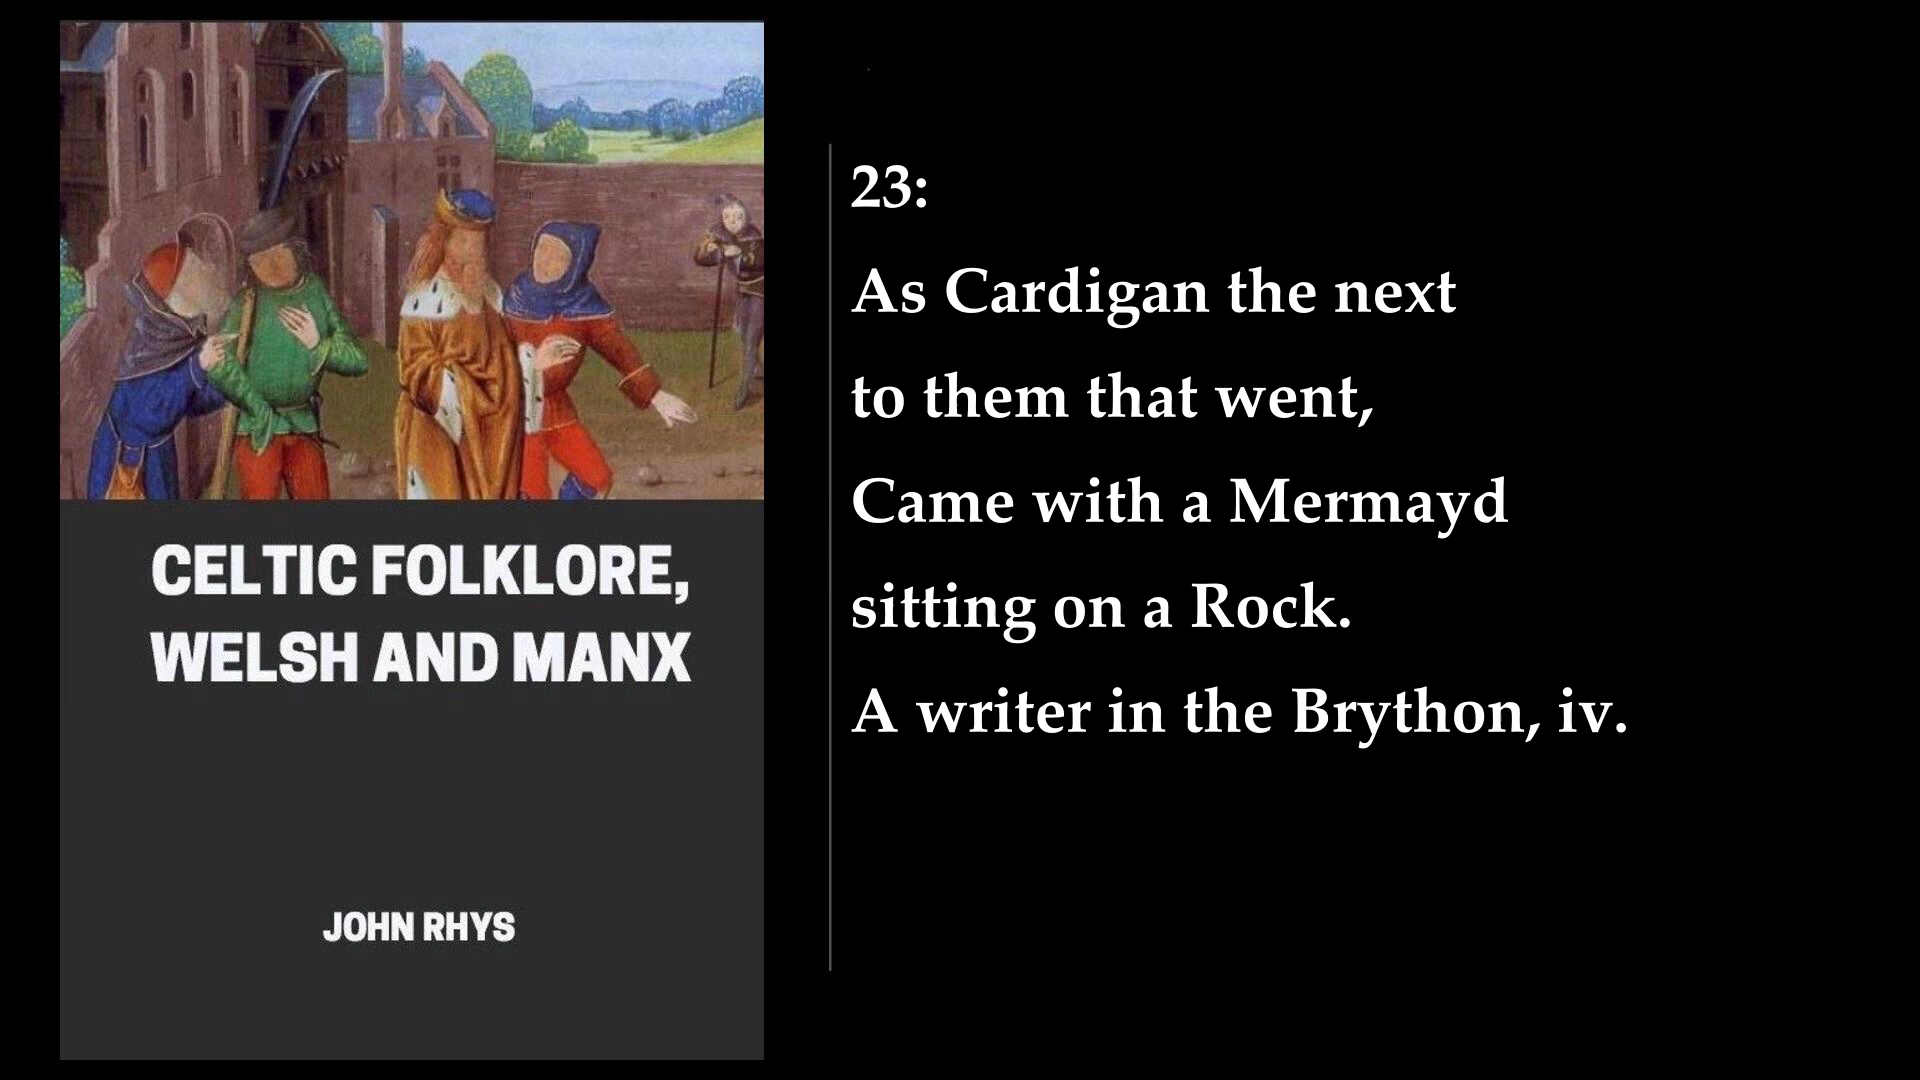 CELTIC FOLKLORE,
WELSH AND MANX
JOHN RHYS
23:
As Cardigan the next
to them that went,
Came with a Mermayd
sitting on a Rock.
A writer in the Brython, iv.